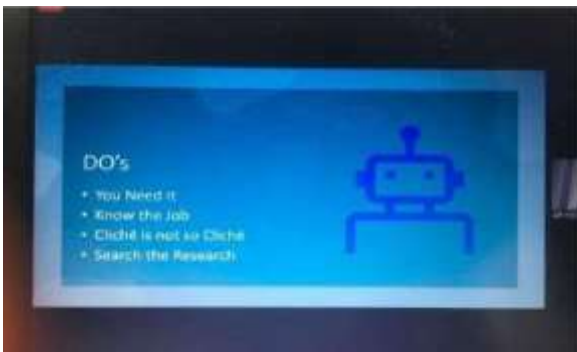 DO's
• You Need It
• Know the Job
• Cliché is not so Cliché
• Search the Research